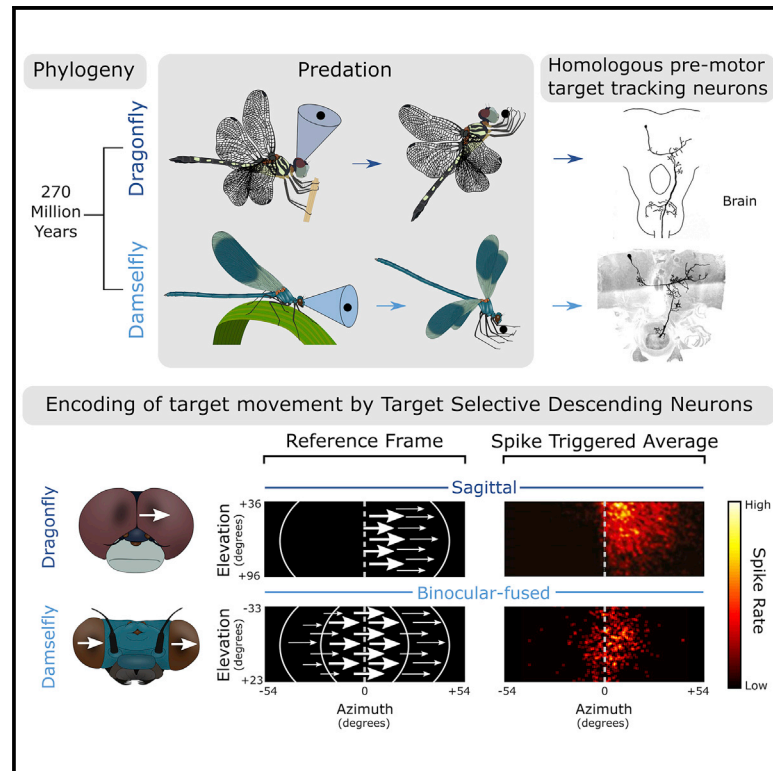 Phylogeny
Predation
Homologous pre-motor
target tracking neurons
Dragonfly
270
Million
Years
Brain
Damselfly
Encoding of target movement by Target Selective Descending Neurons
Reference Frame
Spike Triggered Average
Sagittal
Dragonfly
Elevation
(degrees)
+36
+96
High
Binocular-fused
Spike Rate
Damselfly
Elevation
(degrees)
-33
+23
Low
-54
0
+54
-54
0
+54
Azimuth
(degrees)
Azimuth
(degrees)